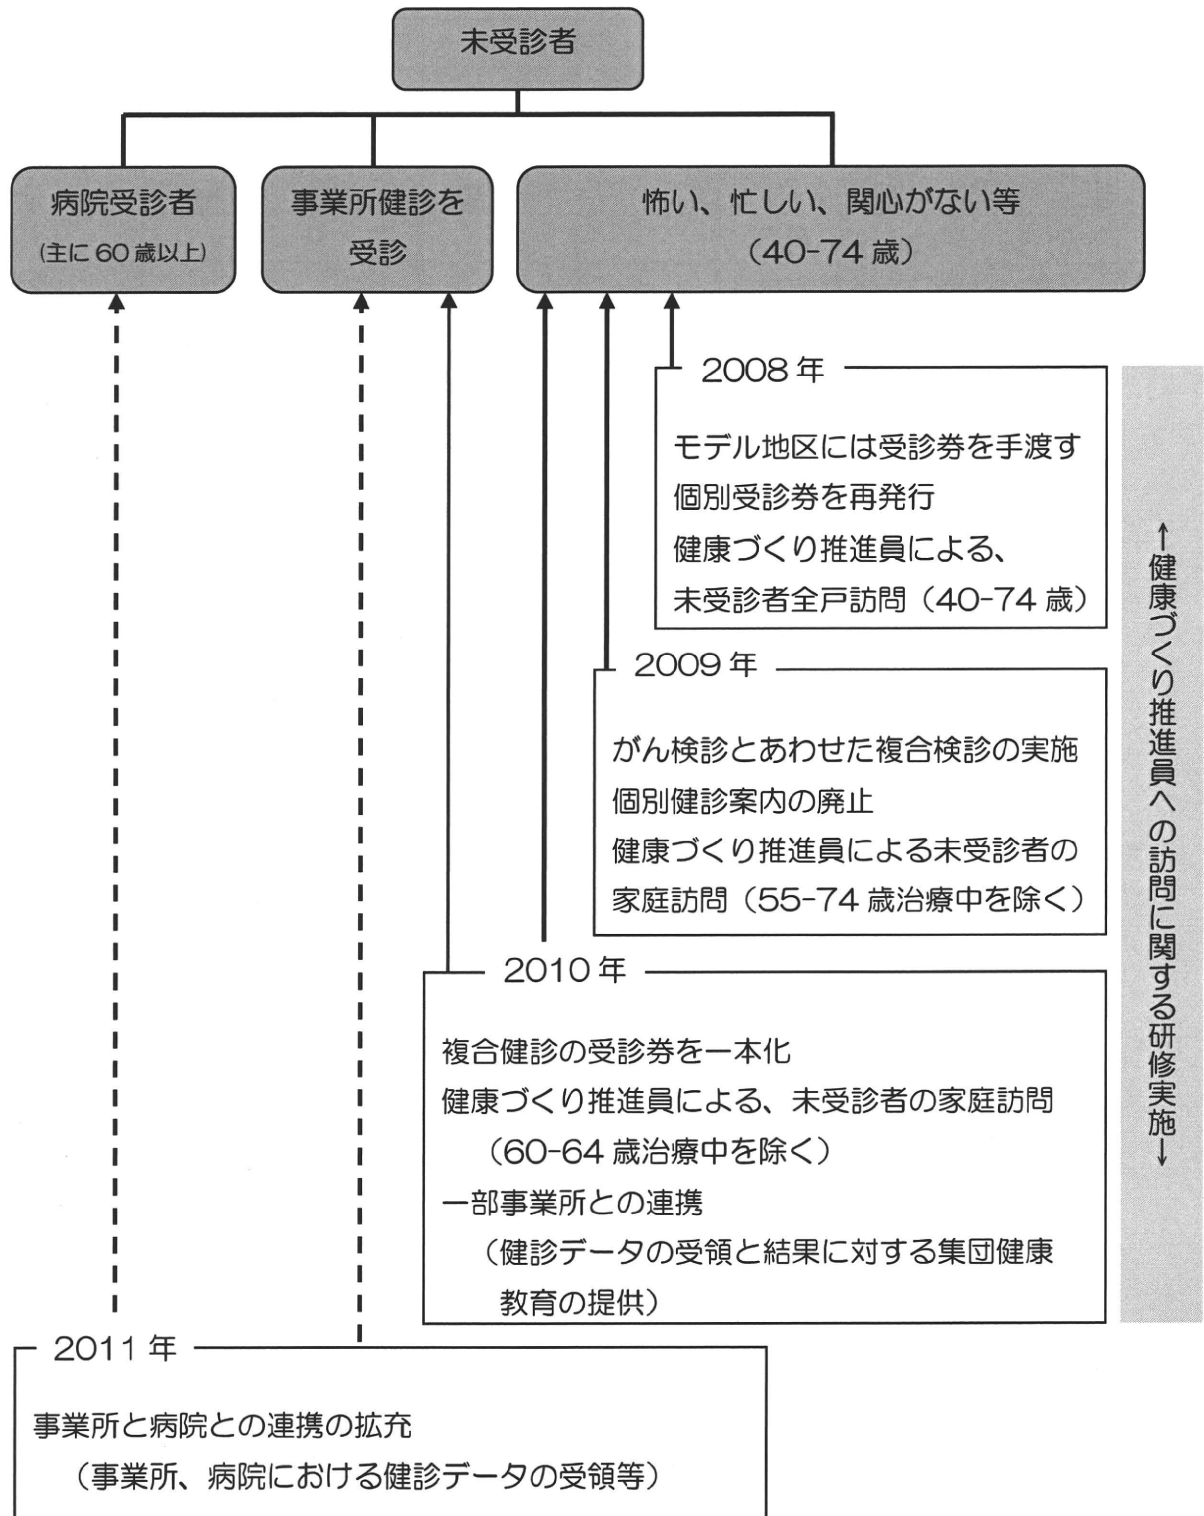 未受診者
病院受診者
(主に60歳以上)
事業所健診を
受診
怖い、忙しい、関心がない等
(40-74歳)
2008年
モデル地区には受診券を手渡す
個別受診券を再発行
健康づくり推進員による、
未受診者全戸訪問(40-74歳)
2009年
がん検診とあわせた複合検診の実施
個別健診案内の廃止
健康づくり推進員による未受診者の
家庭訪問(55-74歳治療中を除く)
2010年
複合健診の受診券を一本化
健康づくり推進員による、未受診者の家庭訪問
(60-64歳治療中を除く)
一部事業所との連携
(健診データの受領と結果に対する集団健康
教育の提供)
←健康づくり推進員への訪問に関する研修実施→
2011年
事業所と病院との連携の拡充
(事業所、病院における健診データの受領等)